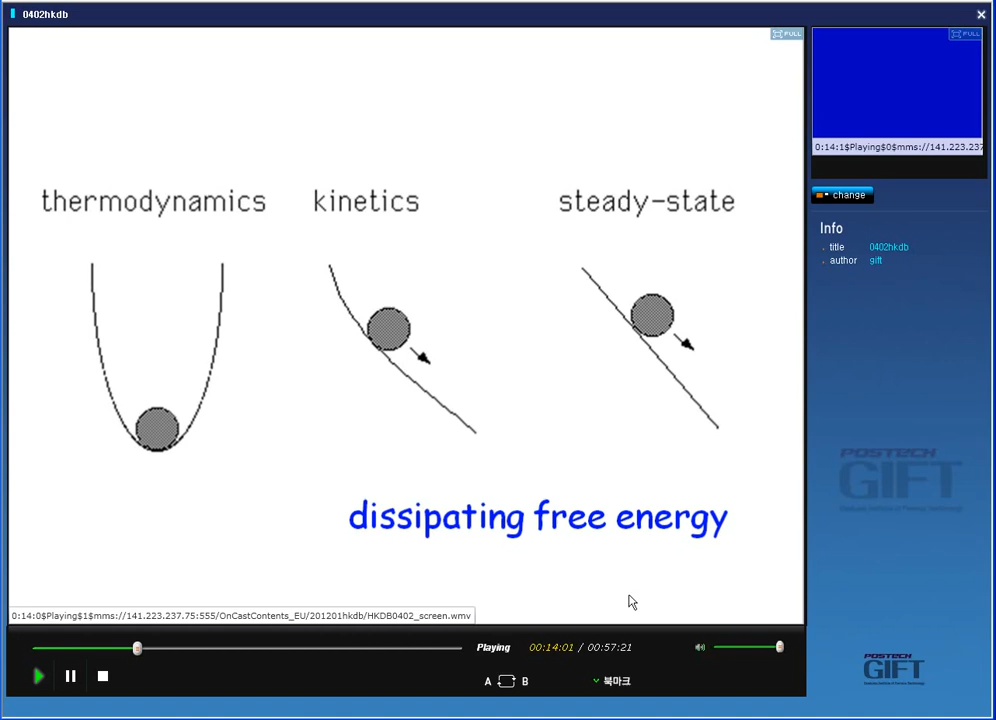 0402hkdb
FULL
FULL
0:14:1$Playing$0$mms://141.223.237
change
Info
title 0402hkdb
author gift
thermodynamics kinetics steady-state
dissipating free energy
0:14:0$Playing$1$mms://141.223.237.75:555/OnCastContents_EU/201201hkdb/HKDB0402_screen.wmv
Playing 00:14:01 / 00:57:21
A B 북마크
POSTECH
GIFT
POSTECH
GIFT